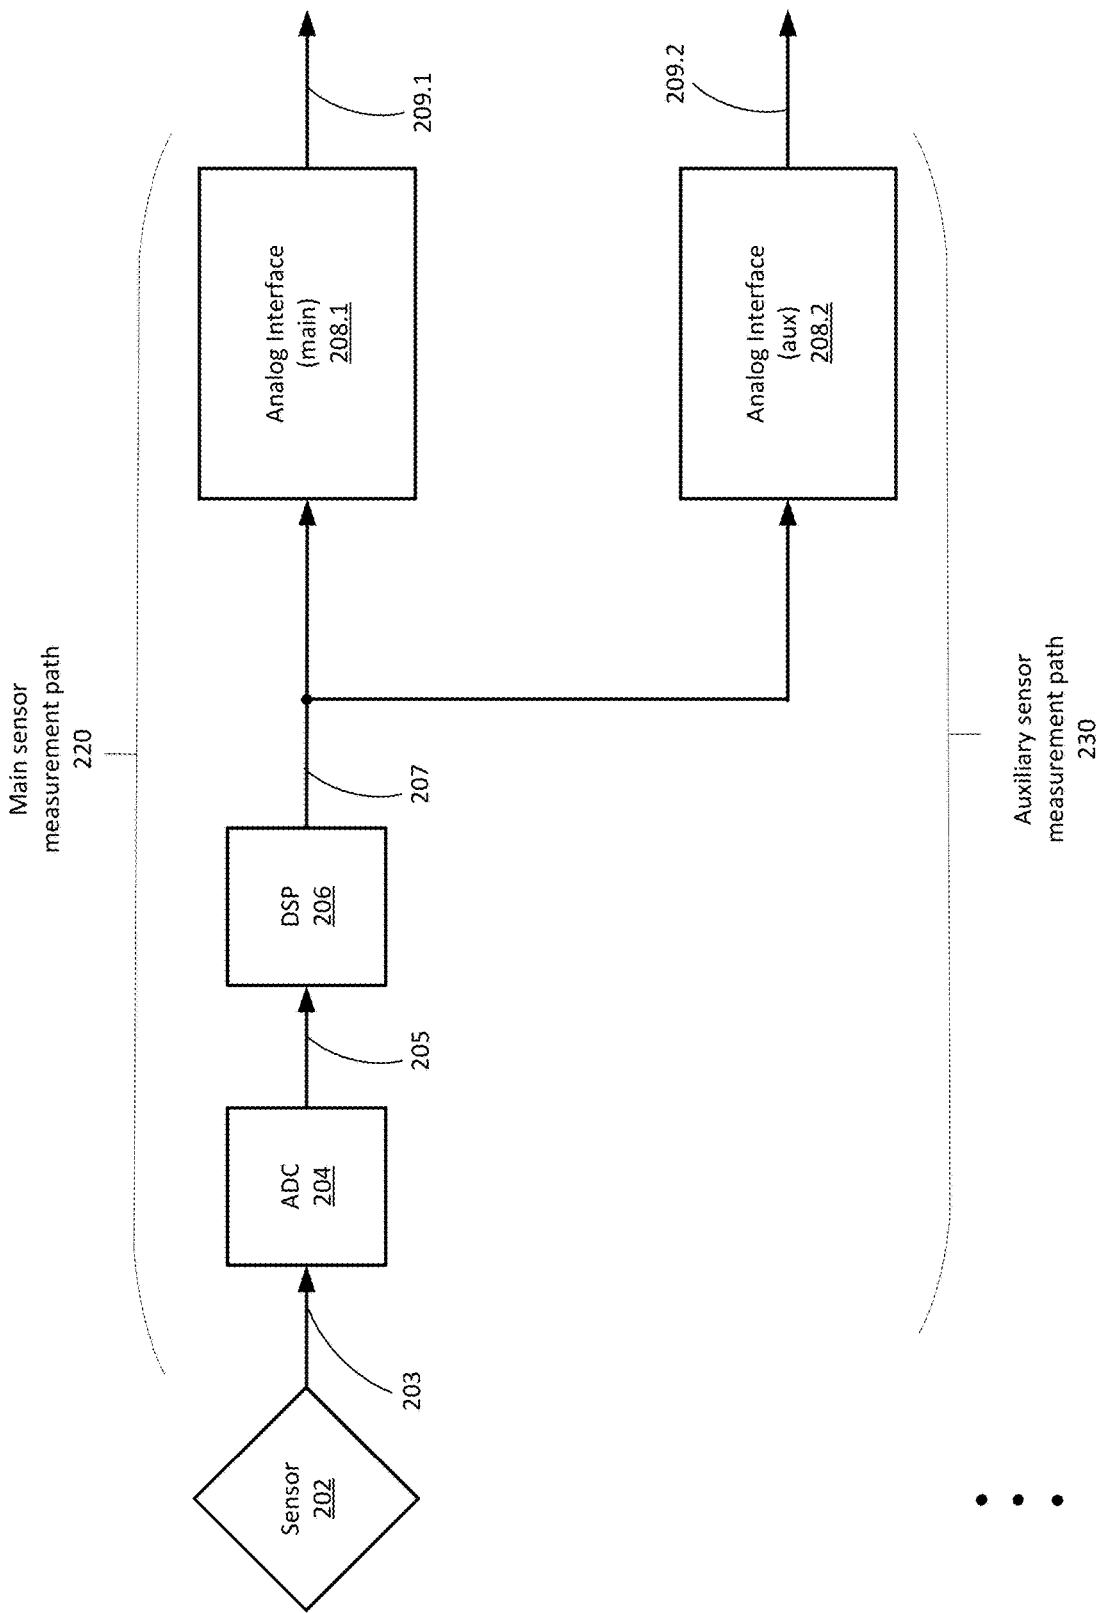 Main sensor
measurement path
220
Sensor
202
203
ADC
204
205
DSP
206
207
Analog Interface
(main)
208.1
209.1
Analog Interface
(aux)
208.2
209.2
Auxiliary sensor
measurement path
230